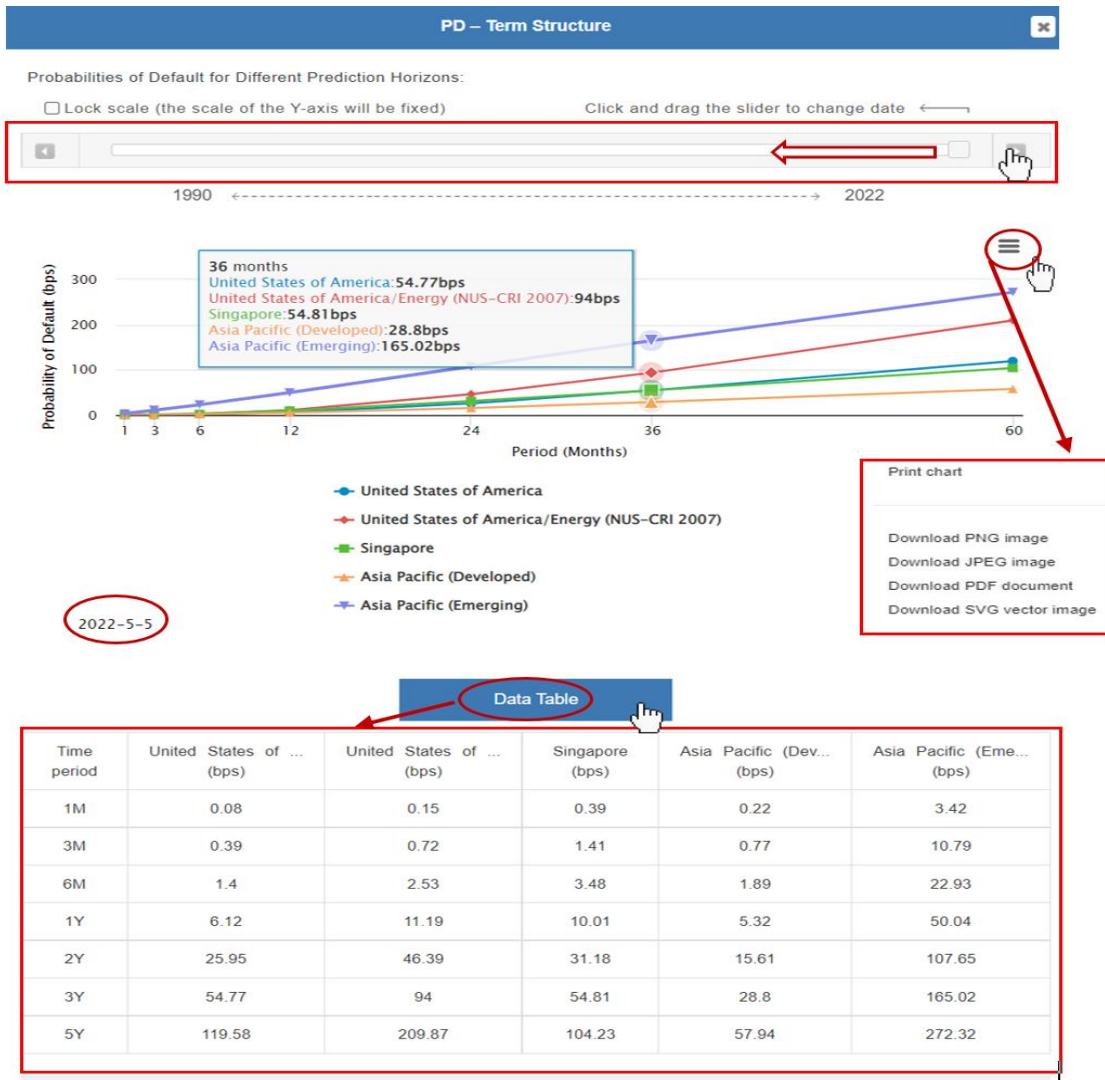 PD – Term Structure
Probabilities of Default for Different Prediction Horizons:
Lock scale (the scale of the Y-axis will be fixed)
Click and drag the slider to change date
1990
2022
Probability of Default (bps)
300
200
100
0
36 months
United States of America:54.77bps
United States of America/Energy (NUS-CRI 2007):94bps
Singapore:54.81bps
Asia Pacific (Developed):28.8bps
Asia Pacific (Emerging):165.02bps
1 3 6 12 24 36 60
Period (Months)
United States of America
United States of America/Energy (NUS-CRI 2007)
Singapore
Asia Pacific (Developed)
Asia Pacific (Emerging)
2022-5-5
Print chart
Download PNG image
Download JPEG image
Download PDF document
Download SVG vector image
Data Table
Time United States of ... United States of ... Singapore Asia Pacific (Dev... Asia Pacific (Eme...
period (bps) (bps) (bps) (bps) (bps)
1M 0.08 0.15 0.39 0.22 3.42
3M 0.39 0.72 1.41 0.77 10.79
6M 1.4 2.53 3.48 1.89 22.93
1Y 6.12 11.19 10.01 5.32 50.04
2Y 25.95 46.39 31.18 15.61 107.65
3Y 54.77 94 54.81 28.8 165.02
5Y 119.58 209.87 104.23 57.94 272.32